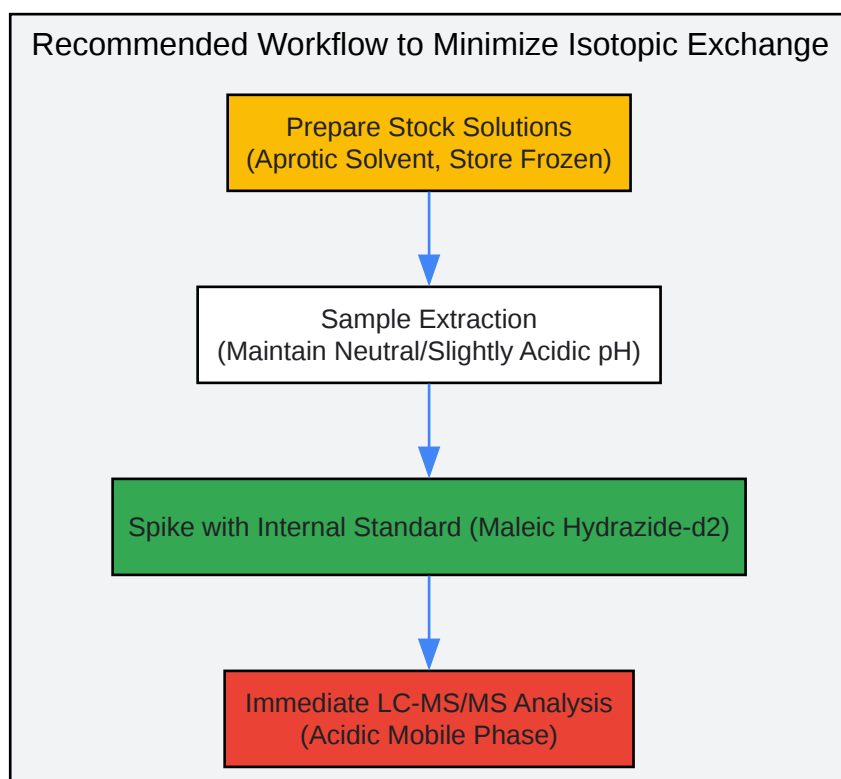 Recommended Workflow to Minimize Isotopic Exchange
Prepare Stock Solutions
(Aprotic Solvent, Store Frozen)
Sample Extraction
(Maintain Neutral/Slightly Acidic pH)
Spike with Internal Standard (Maleic Hydrazide-d2)
Immediate LC-MS/MS Analysis
(Acidic Mobile Phase)